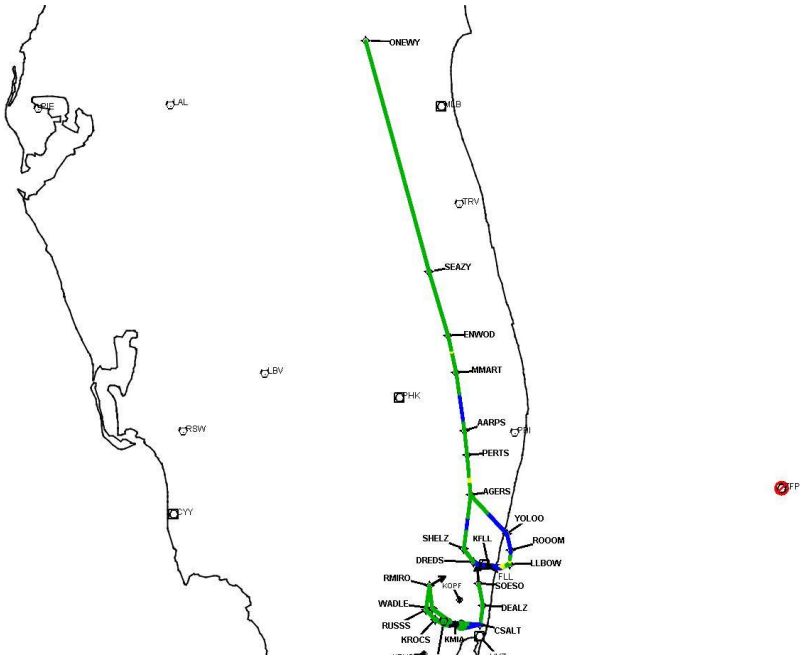 ONEWY
PIE
LAL
MLB
TRV
SEAZY
ENWOD
MMART
LBV
PHK
AARPS
RSW
PBI
PERTS
AGERS
ZFP
CYY
YOLOO
SHELZ
KFLL
ROOOM
DREDS
LLBOW
FLL
RMIRO
KOPF
SOESO
WADLE
DEALZ
RUSSS
CSALT
KROCS
KMIA